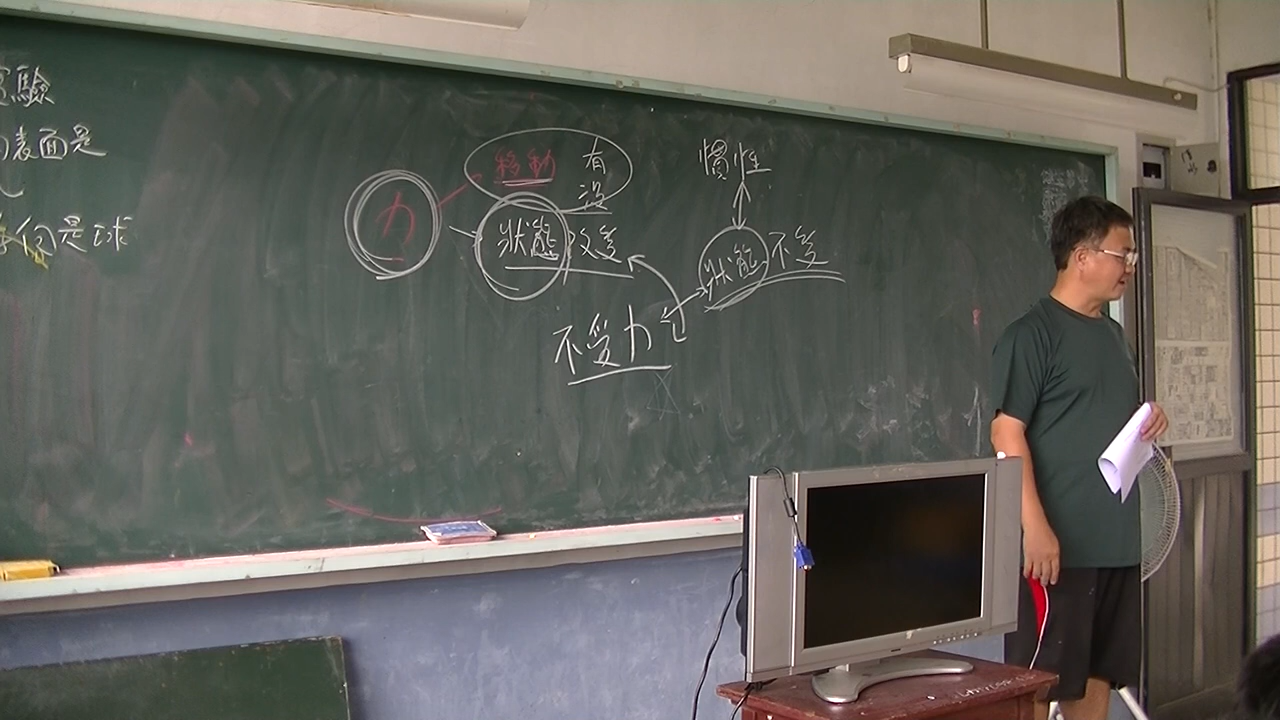 驗
表面是
是球
力
移動 有
沒
狀態改變
慣性
狀態不變
不受力